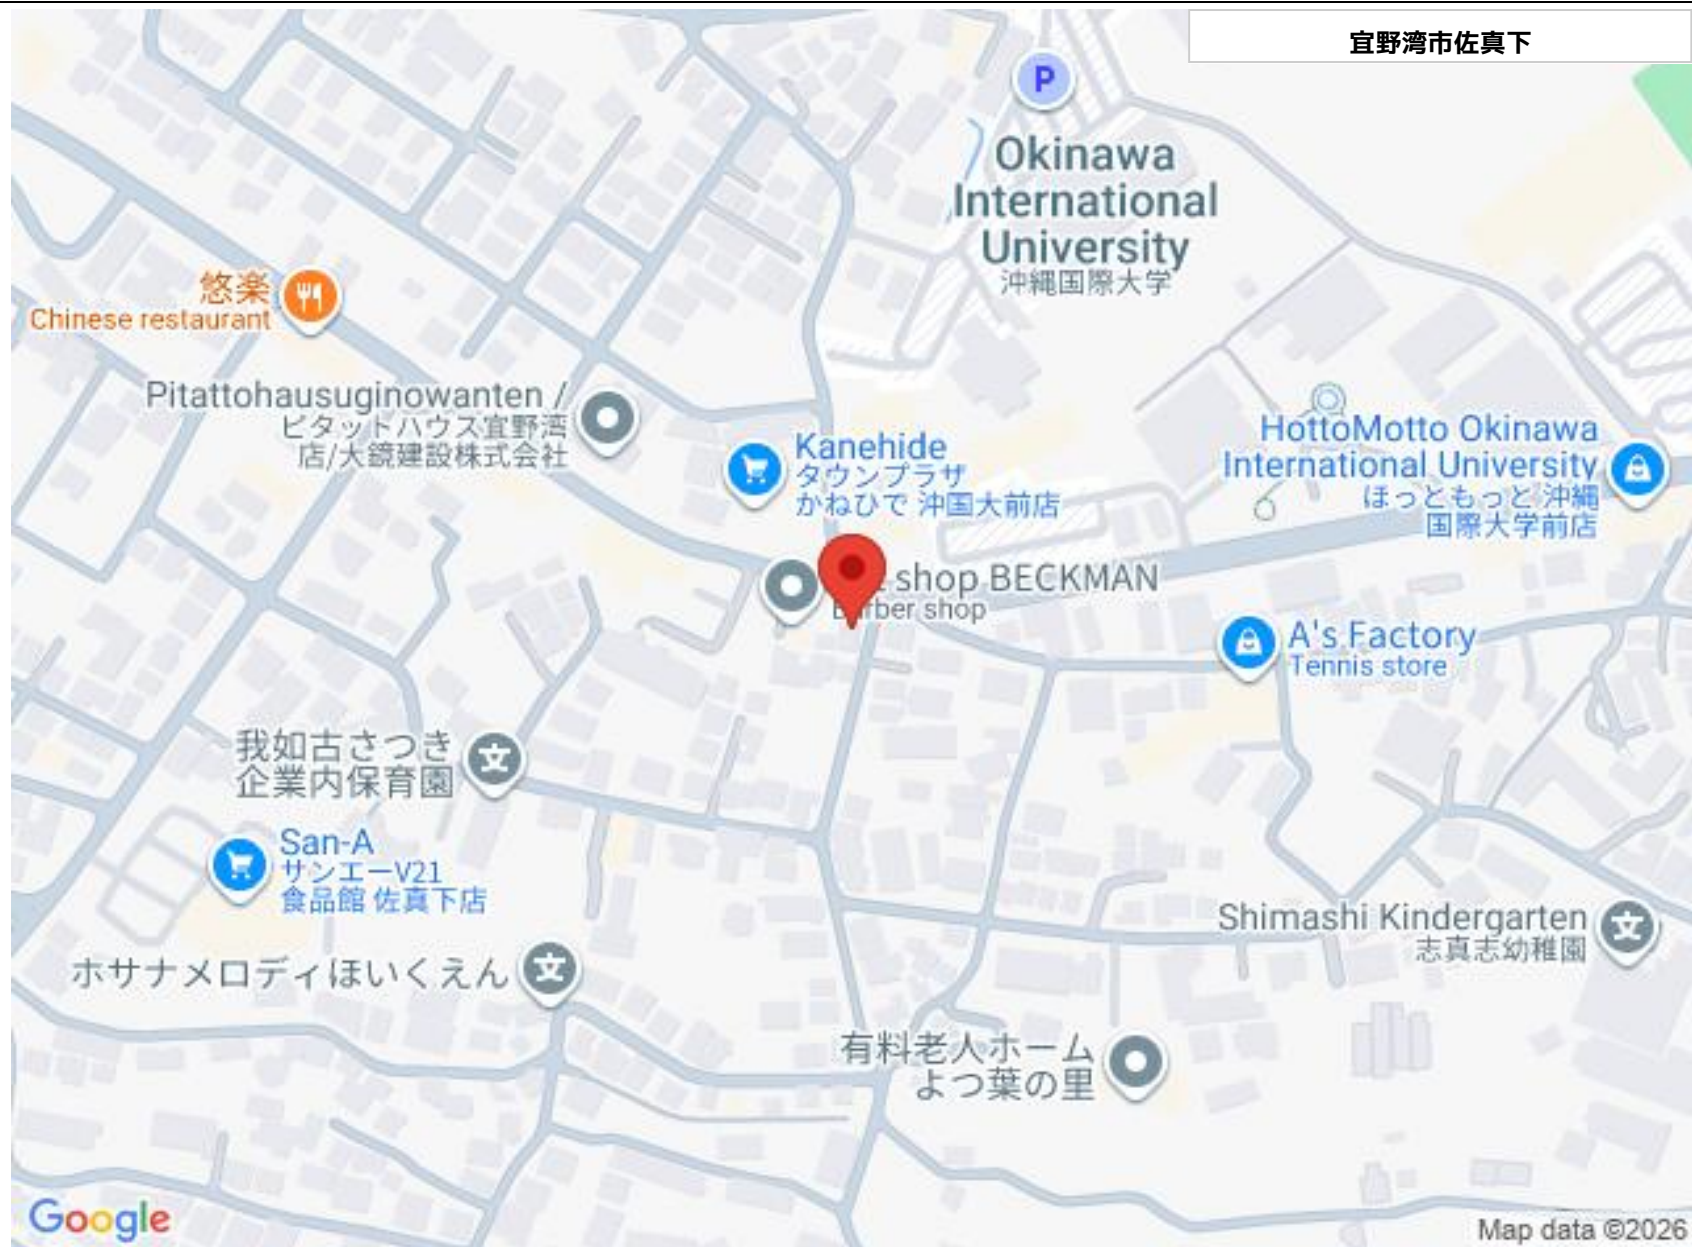 宜野湾市佐真下
P
Okinawa
International
University
沖縄国際大学
悠楽
Chinese restaurant
Pitattohausuginowanten /
ピタットハウス宜野湾
店/大鏡建設株式会社
Kanehide
タウンプラザ
かねひで 沖国大前店
HottoMotto Okinawa
International University
ほっともっと 沖縄
国際大学前店
shop BECKMAN
Barber shop
A's Factory
Tennis store
我如古さつき
企業内保育園
San-A
サンエーV21
食品館 佐真下店
Shimashi Kindergarten
志真志幼稚園
ホサナメロディほいくえん
有料老人ホーム
よつ葉の里
Google
Map data ©2026